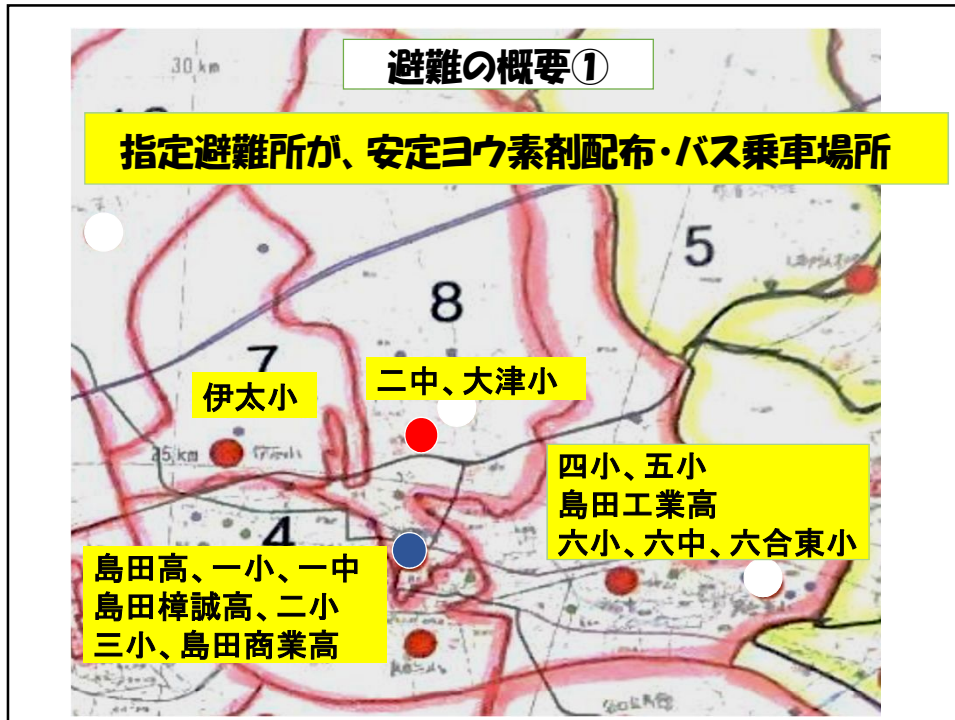 30km
避難の概要①
指定避難所が、安定ヨウ素剤配布・バス乗車場所
5
8
7
二中、大津小
伊太小
25km
四小、五小
島田工業高
六小、六中、六合東小
4
島田高、一小、一中
島田樟誠高、二小
三小、島田商業高